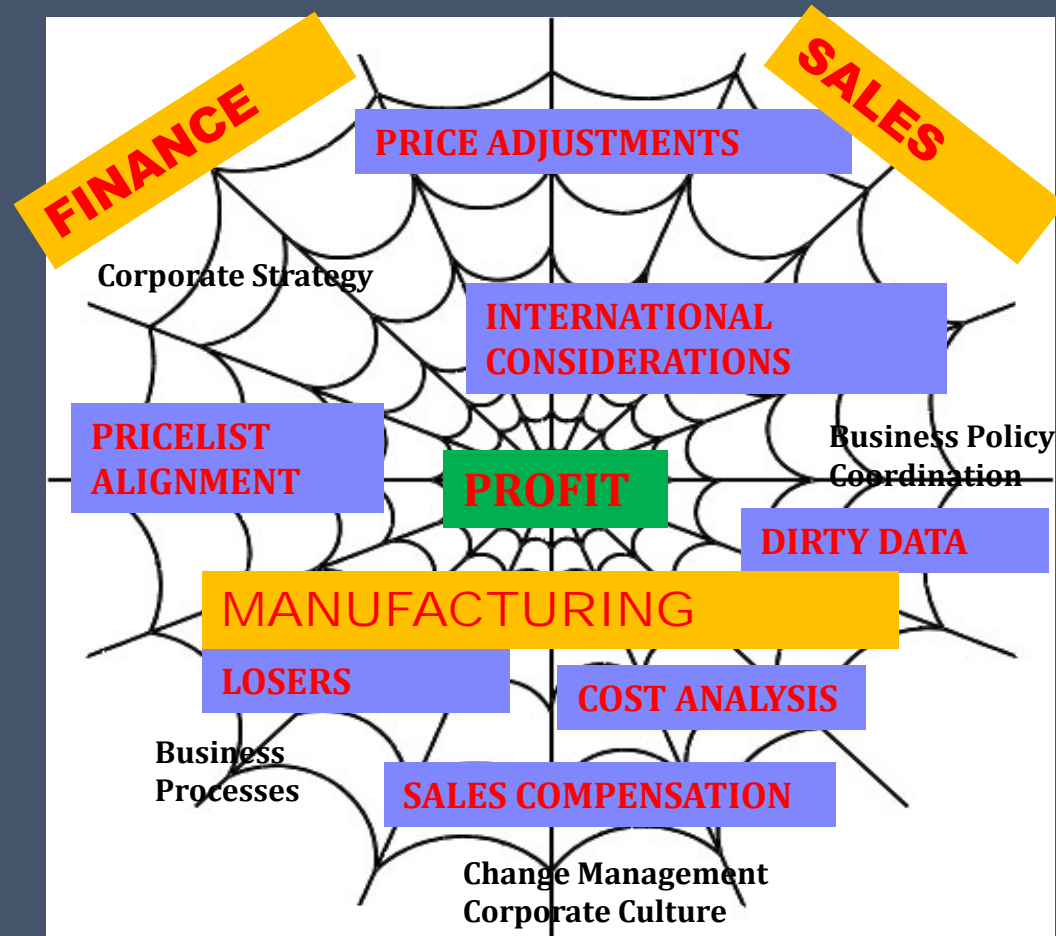 FINANCE
SALES
PRICE ADJUSTMENTS
Corporate Strategy
INTERNATIONAL
CONSIDERATIONS
PRICELIST
ALIGNMENT
Business Policy
Coordination
PROFIT
DIRTY DATA
MANUFACTURING
LOSERS
COST ANALYSIS
Business
Processes
SALES COMPENSATION
Change Management
Corporate Culture